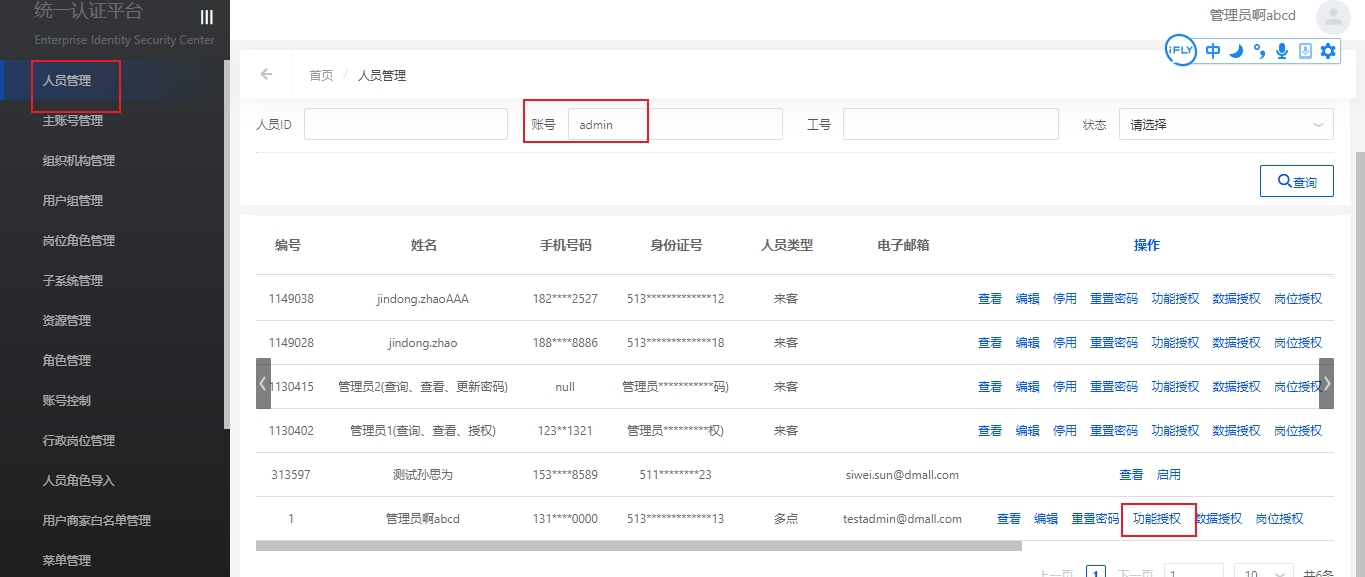 统一认证平台
Enterprise Identity Security Center
管理员啊abcd
iFLY 中
人员管理
主账号管理
组织机构管理
用户组管理
岗位角色管理
子系统管理
资源管理
角色管理
账号控制
行政岗位管理
人员角色导入
用户商家白名单管理
菜单管理
首页 / 人员管理
人员ID 账号 admin 工号 状态 请选择
查询
编号 姓名 手机号码 身份证号 人员类型 电子邮箱 操作
1149038 jindong.zhaoAAA 182****2527 513*************12 来客 查看 编辑 停用 重置密码 功能授权 数据授权 岗位授权
1149028 jindong.zhao 188****8886 513*************18 来客 查看 编辑 停用 重置密码 功能授权 数据授权 岗位授权
1130415 管理员2(查询、查看、更新密码) null 管理员***********码) 来客 查看 编辑 停用 重置密码 功能授权 数据授权 岗位授权
1130402 管理员1(查询、查看、授权) 123**1321 管理员*********权) 来客 查看 编辑 停用 重置密码 功能授权 数据授权 岗位授权
313597 测试孙思为 153****8589 511********23 siwei.sun@dmall.com 查看 启用
1 管理员啊abcd 131****0000 513*************13 多点 testadmin@dmall.com 查看 编辑 重置密码 功能授权 数据授权 岗位授权
上一页 1 下一页 1 10 共6条